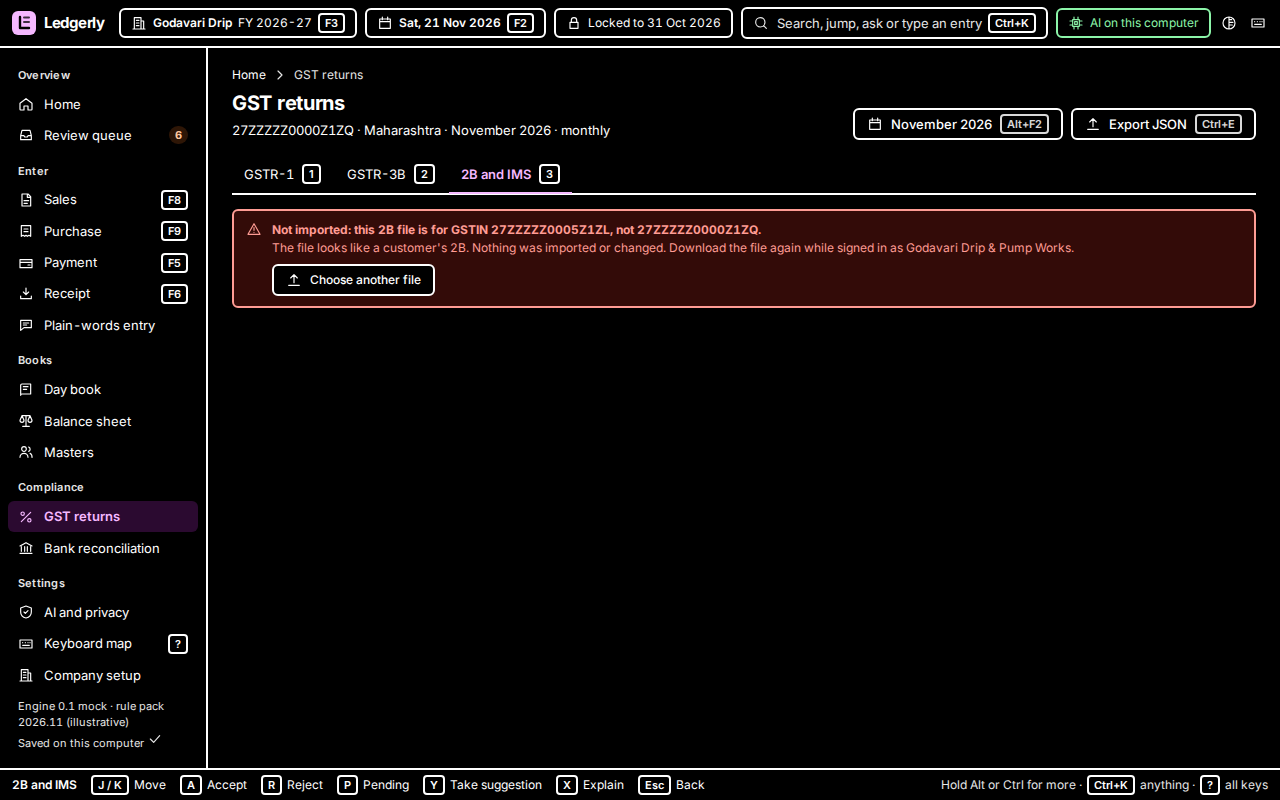 Ledgerly
Godavari Drip FY 2026-27 F3
Sat, 21 Nov 2026 F2
Locked to 31 Oct 2026
Search, jump, ask or type an entry Ctrl+K
AI on this computer
Overview
Home
Review queue 6
Enter
Sales F8
Purchase F9
Payment F5
Receipt F6
Plain-words entry
Books
Day book
Balance sheet
Masters
Compliance
GST returns
Bank reconciliation
Settings
AI and privacy
Keyboard map ?
Company setup
Engine 0.1 mock · rule pack
2026.11 (illustrative)
Saved on this computer
Home > GST returns
GST returns
27ZZZZZ0000Z1ZQ · Maharashtra · November 2026 · monthly
November 2026 Alt+F2
Export JSON Ctrl+E
GSTR-1 1
GSTR-3B 2
2B and IMS 3
Not imported: this 2B file is for GSTIN 27ZZZZZ0005Z1ZL, not 27ZZZZZ0000Z1ZQ.
The file looks like a customer's 2B. Nothing was imported or changed. Download the file again while signed in as Godavari Drip & Pump Works.
Choose another file
2B and IMS J / K Move A Accept R Reject P Pending Y Take suggestion X Explain Esc Back
Hold Alt or Ctrl for more · Ctrl+K anything · ? all keys